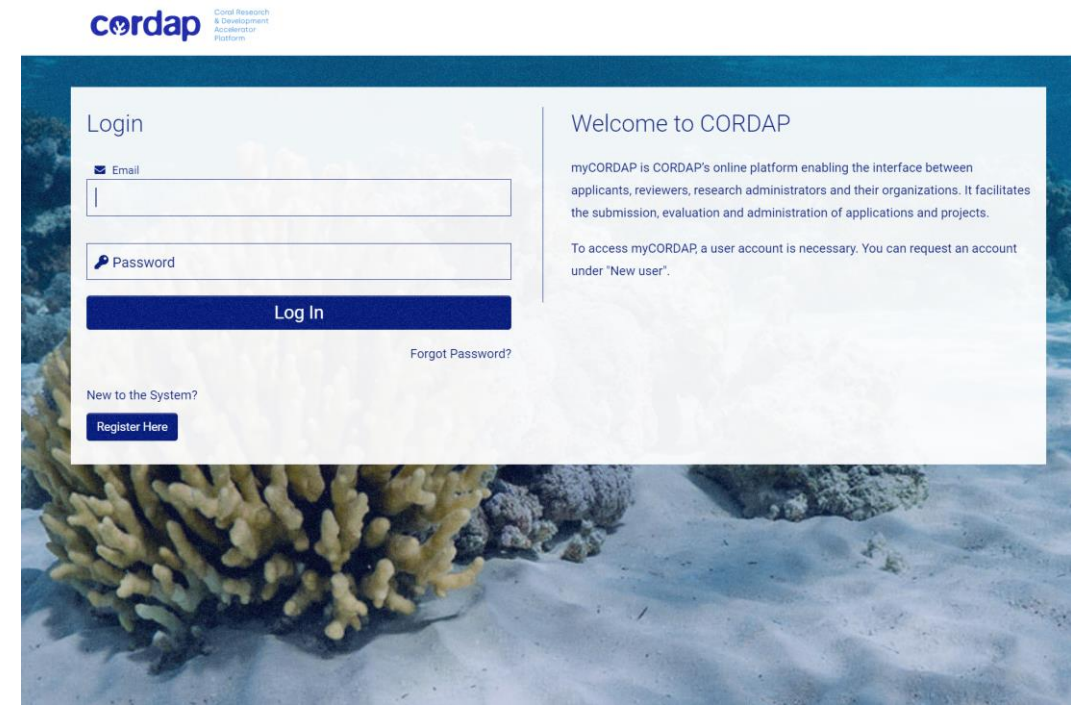 cordap
Coral Research
& Development
Accelerator
Platform
Login
Email
Password
Log In
Forgot Password?
New to the System?
Register Here
Welcome to CORDAP
myCORDAP is CORDAP's online platform enabling the interface between
applicants, reviewers, research administrators and their organizations. It facilitates
the submission, evaluation and administration of applications and projects.
To access myCORDAP, a user account is necessary. You can request an account
under "New user".